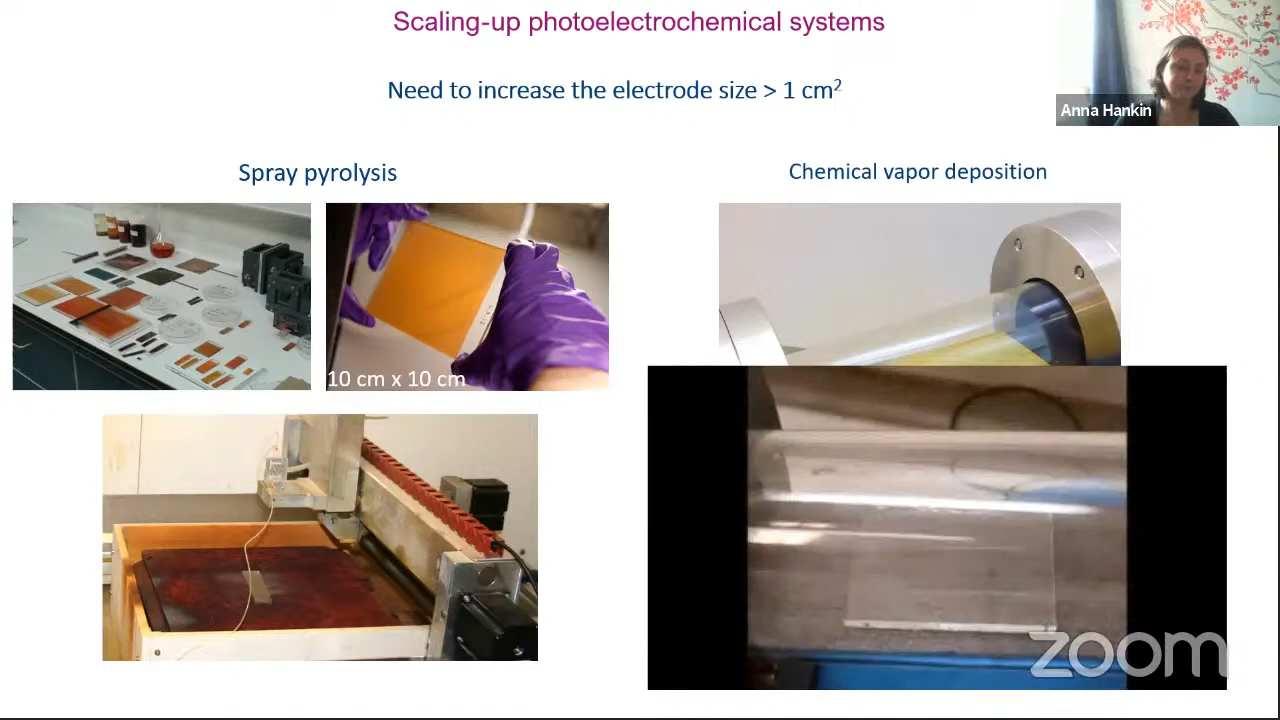 Scaling-up photoelectrochemical systems
Need to increase the electrode size > 1 cm²
Anna Hankin
Spray pyrolysis
Chemical vapor deposition
10 cm x 10 cm
zoom